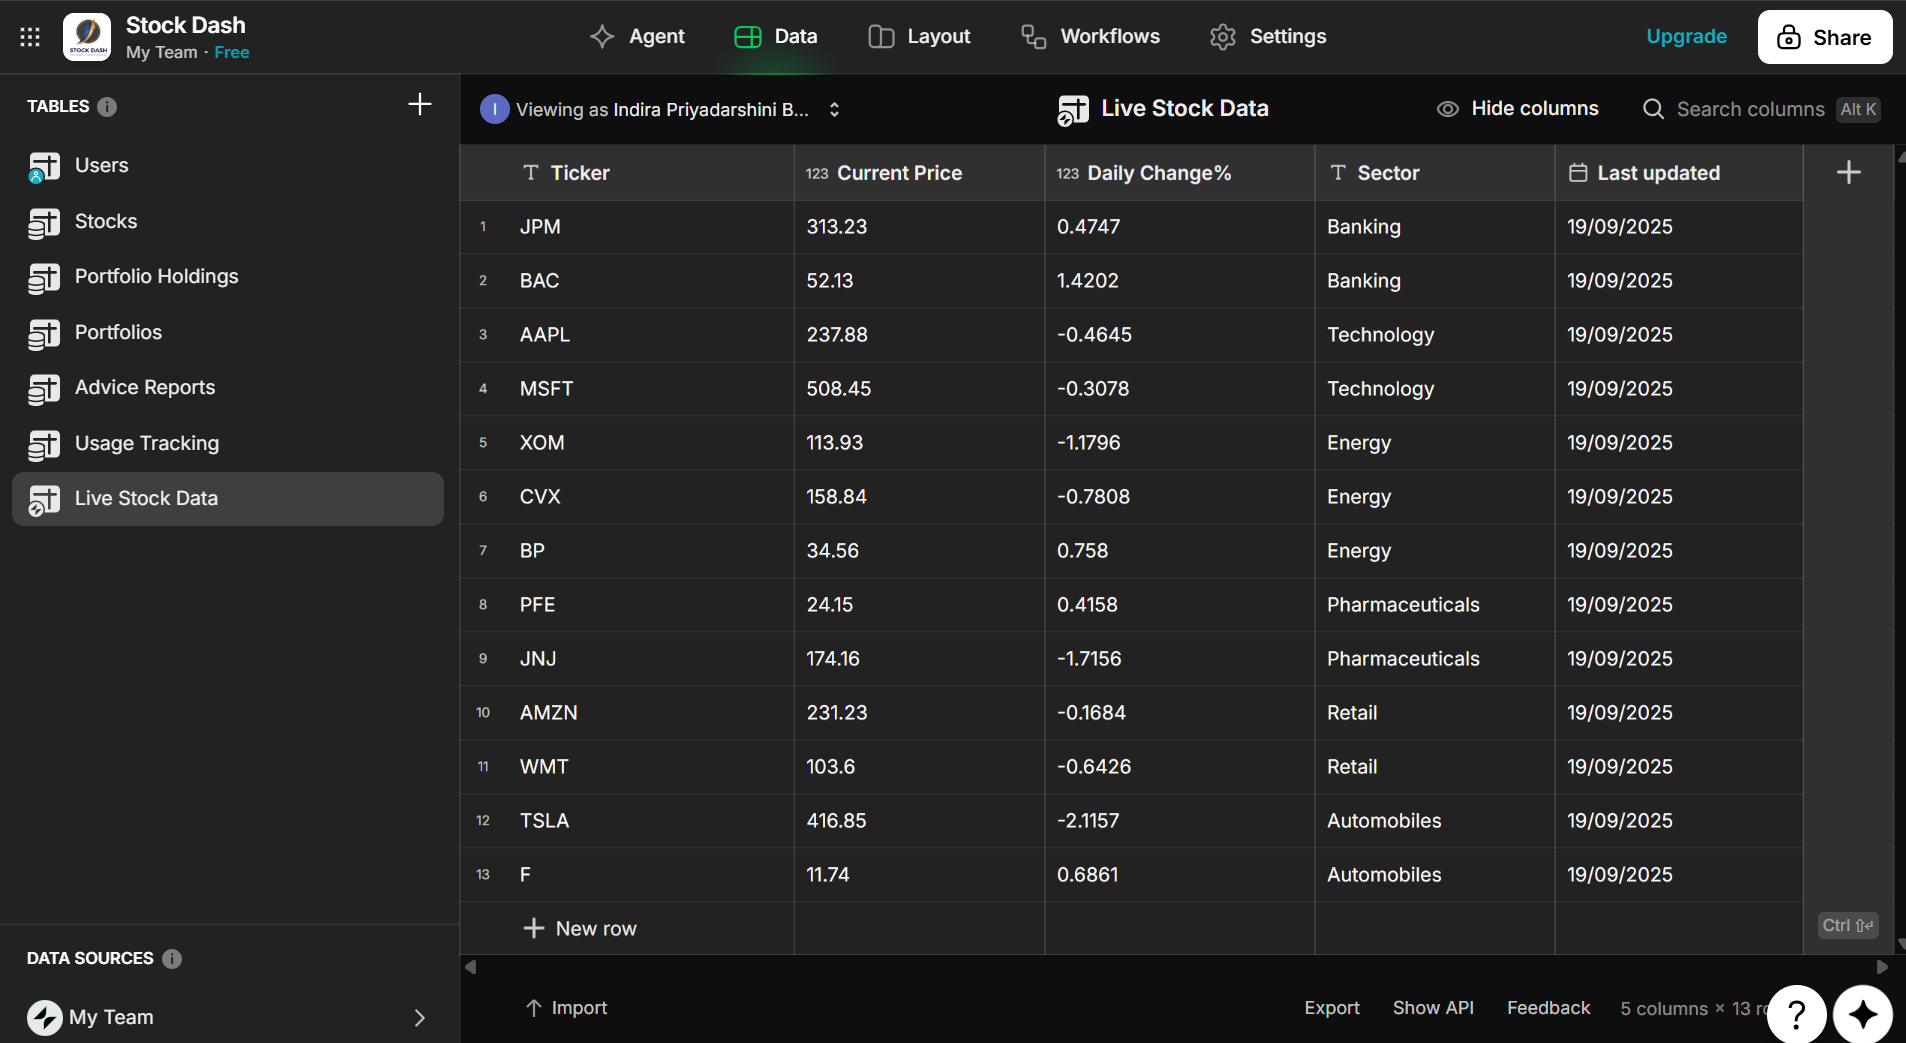 Stock Dash
My Team · Free
STOCK DASH
Agent
Data
Layout
Workflows
Settings
Upgrade
Share
TABLES
Users
Stocks
Portfolio Holdings
Portfolios
Advice Reports
Usage Tracking
Live Stock Data
DATA SOURCES
My Team
I Viewing as Indira Priyadarshini B...
Live Stock Data
Hide columns
Search columns Alt K
Ticker 123 Current Price 123 Daily Change% Sector Last updated
1 JPM 313.23 0.4747 Banking 19/09/2025
2 BAC 52.13 1.4202 Banking 19/09/2025
3 AAPL 237.88 -0.4645 Technology 19/09/2025
4 MSFT 508.45 -0.3078 Technology 19/09/2025
5 XOM 113.93 -1.1796 Energy 19/09/2025
6 CVX 158.84 -0.7808 Energy 19/09/2025
7 BP 34.56 0.758 Energy 19/09/2025
8 PFE 24.15 0.4158 Pharmaceuticals 19/09/2025
9 JNJ 174.16 -1.7156 Pharmaceuticals 19/09/2025
10 AMZN 231.23 -0.1684 Retail 19/09/2025
11 WMT 103.6 -0.6426 Retail 19/09/2025
12 TSLA 416.85 -2.1157 Automobiles 19/09/2025
13 F 11.74 0.6861 Automobiles 19/09/2025
New row
Ctrl ⇧↵
Import
Export
Show API
Feedback
5 columns × 13 ro
?